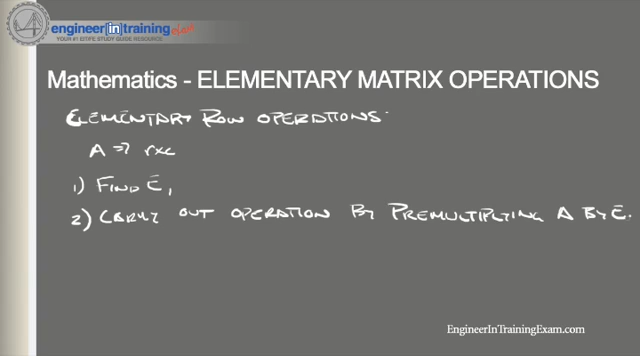 engineer[in]training exam
YOUR #1 EIT/FE STUDY GUIDE RESOURCE
Mathematics - ELEMENTARY MATRIX OPERATIONS
ELEMENTARY ROW OPERATIONS:
A ⇒ rxc
1) FIND E,
2) CARRY OUT OPERATION BY PREMULTIPLYING A BY E.
EngineerInTrainingExam.com